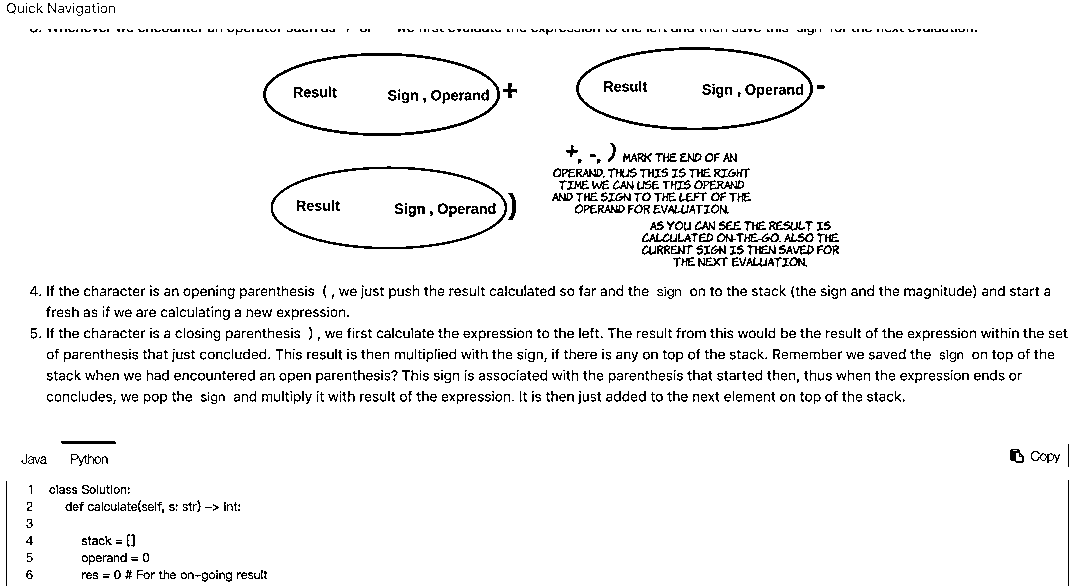 Quick Navigation
Result
Sign , Operand
+
Result
Sign , Operand
-
+, -, ) MARK THE END OF AN
OPERAND. THUS THIS IS THE RIGHT
TIME WE CAN USE THIS OPERAND
AND THE SIGN TO THE LEFT OF THE
OPERAND FOR EVALUATION.
Result
Sign , Operand
)
AS YOU CAN SEE THE RESULT IS
CALCULATED ON-THE-GO. ALSO THE
CURRENT SIGN IS THEN SAVED FOR
THE NEXT EVALUATION.
4. If the character is an opening parenthesis ( , we just push the result calculated so far and the sign on to the stack (the sign and the magnitude) and start a
fresh as if we are calculating a new expression.
5. If the character is a closing parenthesis ) , we first calculate the expression to the left. The result from this would be the result of the expression within the set
of parenthesis that just concluded. This result is then multiplied with the sign, if there is any on top of the stack. Remember we saved the sign on top of the
stack when we had encountered an open parenthesis? This sign is associated with the parenthesis that started then, thus when the expression ends or
concludes, we pop the sign and multiply it with result of the expression. It is then just added to the next element on top of the stack.
Java Python
Copy
1 class Solution:
2 def calculate(self, s: str) -> int:
3
4 stack = []
5 operand = 0
6 res = 0 # For the on-going result